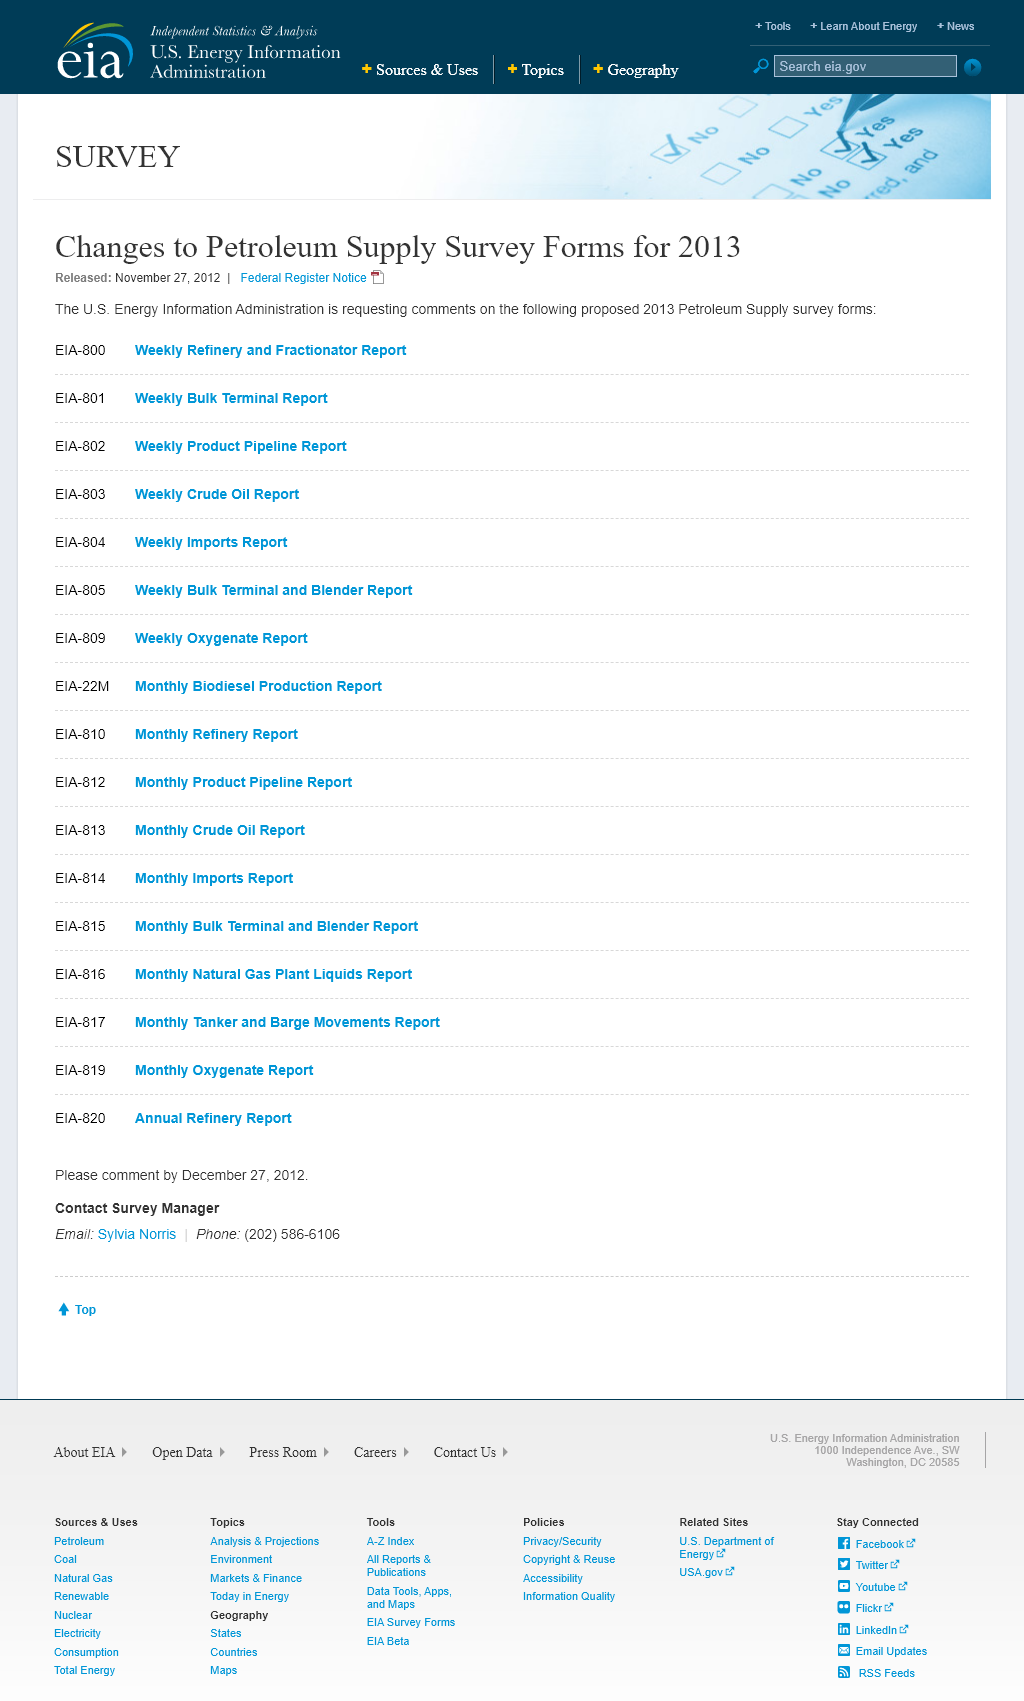 eia
Independent Statistics & Analysis
U.S. Energy Information
Administration
+ Sources & Uses
+ Topics
+ Geography
+ Tools
+ Learn About Energy
+ News
Search eia.gov
No
No
No
Yes
Yes
Yes
rred, and
SURVEY
Changes to Petroleum Supply Survey Forms for 2013
Released: November 27, 2012 | Federal Register Notice
The U.S. Energy Information Administration is requesting comments on the following proposed 2013 Petroleum Supply survey forms:
EIA-800 Weekly Refinery and Fractionator Report
EIA-801 Weekly Bulk Terminal Report
EIA-802 Weekly Product Pipeline Report
EIA-803 Weekly Crude Oil Report
EIA-804 Weekly Imports Report
EIA-805 Weekly Bulk Terminal and Blender Report
EIA-809 Weekly Oxygenate Report
EIA-22M Monthly Biodiesel Production Report
EIA-810 Monthly Refinery Report
EIA-812 Monthly Product Pipeline Report
EIA-813 Monthly Crude Oil Report
EIA-814 Monthly Imports Report
EIA-815 Monthly Bulk Terminal and Blender Report
EIA-816 Monthly Natural Gas Plant Liquids Report
EIA-817 Monthly Tanker and Barge Movements Report
EIA-819 Monthly Oxygenate Report
EIA-820 Annual Refinery Report
Please comment by December 27, 2012.
Contact Survey Manager
Email: Sylvia Norris | Phone: (202) 586-6106
Top
About EIA
Open Data
Press Room
Careers
Contact Us
U.S. Energy Information Administration
1000 Independence Ave., SW
Washington, DC 20585
Sources & Uses
Petroleum
Coal
Natural Gas
Renewable
Nuclear
Electricity
Consumption
Total Energy
Topics
Analysis & Projections
Environment
Markets & Finance
Today in Energy
Geography
States
Countries
Maps
Tools
A-Z Index
All Reports &
Publications
Data Tools, Apps,
and Maps
EIA Survey Forms
EIA Beta
Policies
Privacy/Security
Copyright & Reuse
Accessibility
Information Quality
Related Sites
U.S. Department of
Energy
USA.gov
Stay Connected
Facebook
Twitter
Youtube
Flickr
LinkedIn
Email Updates
RSS Feeds